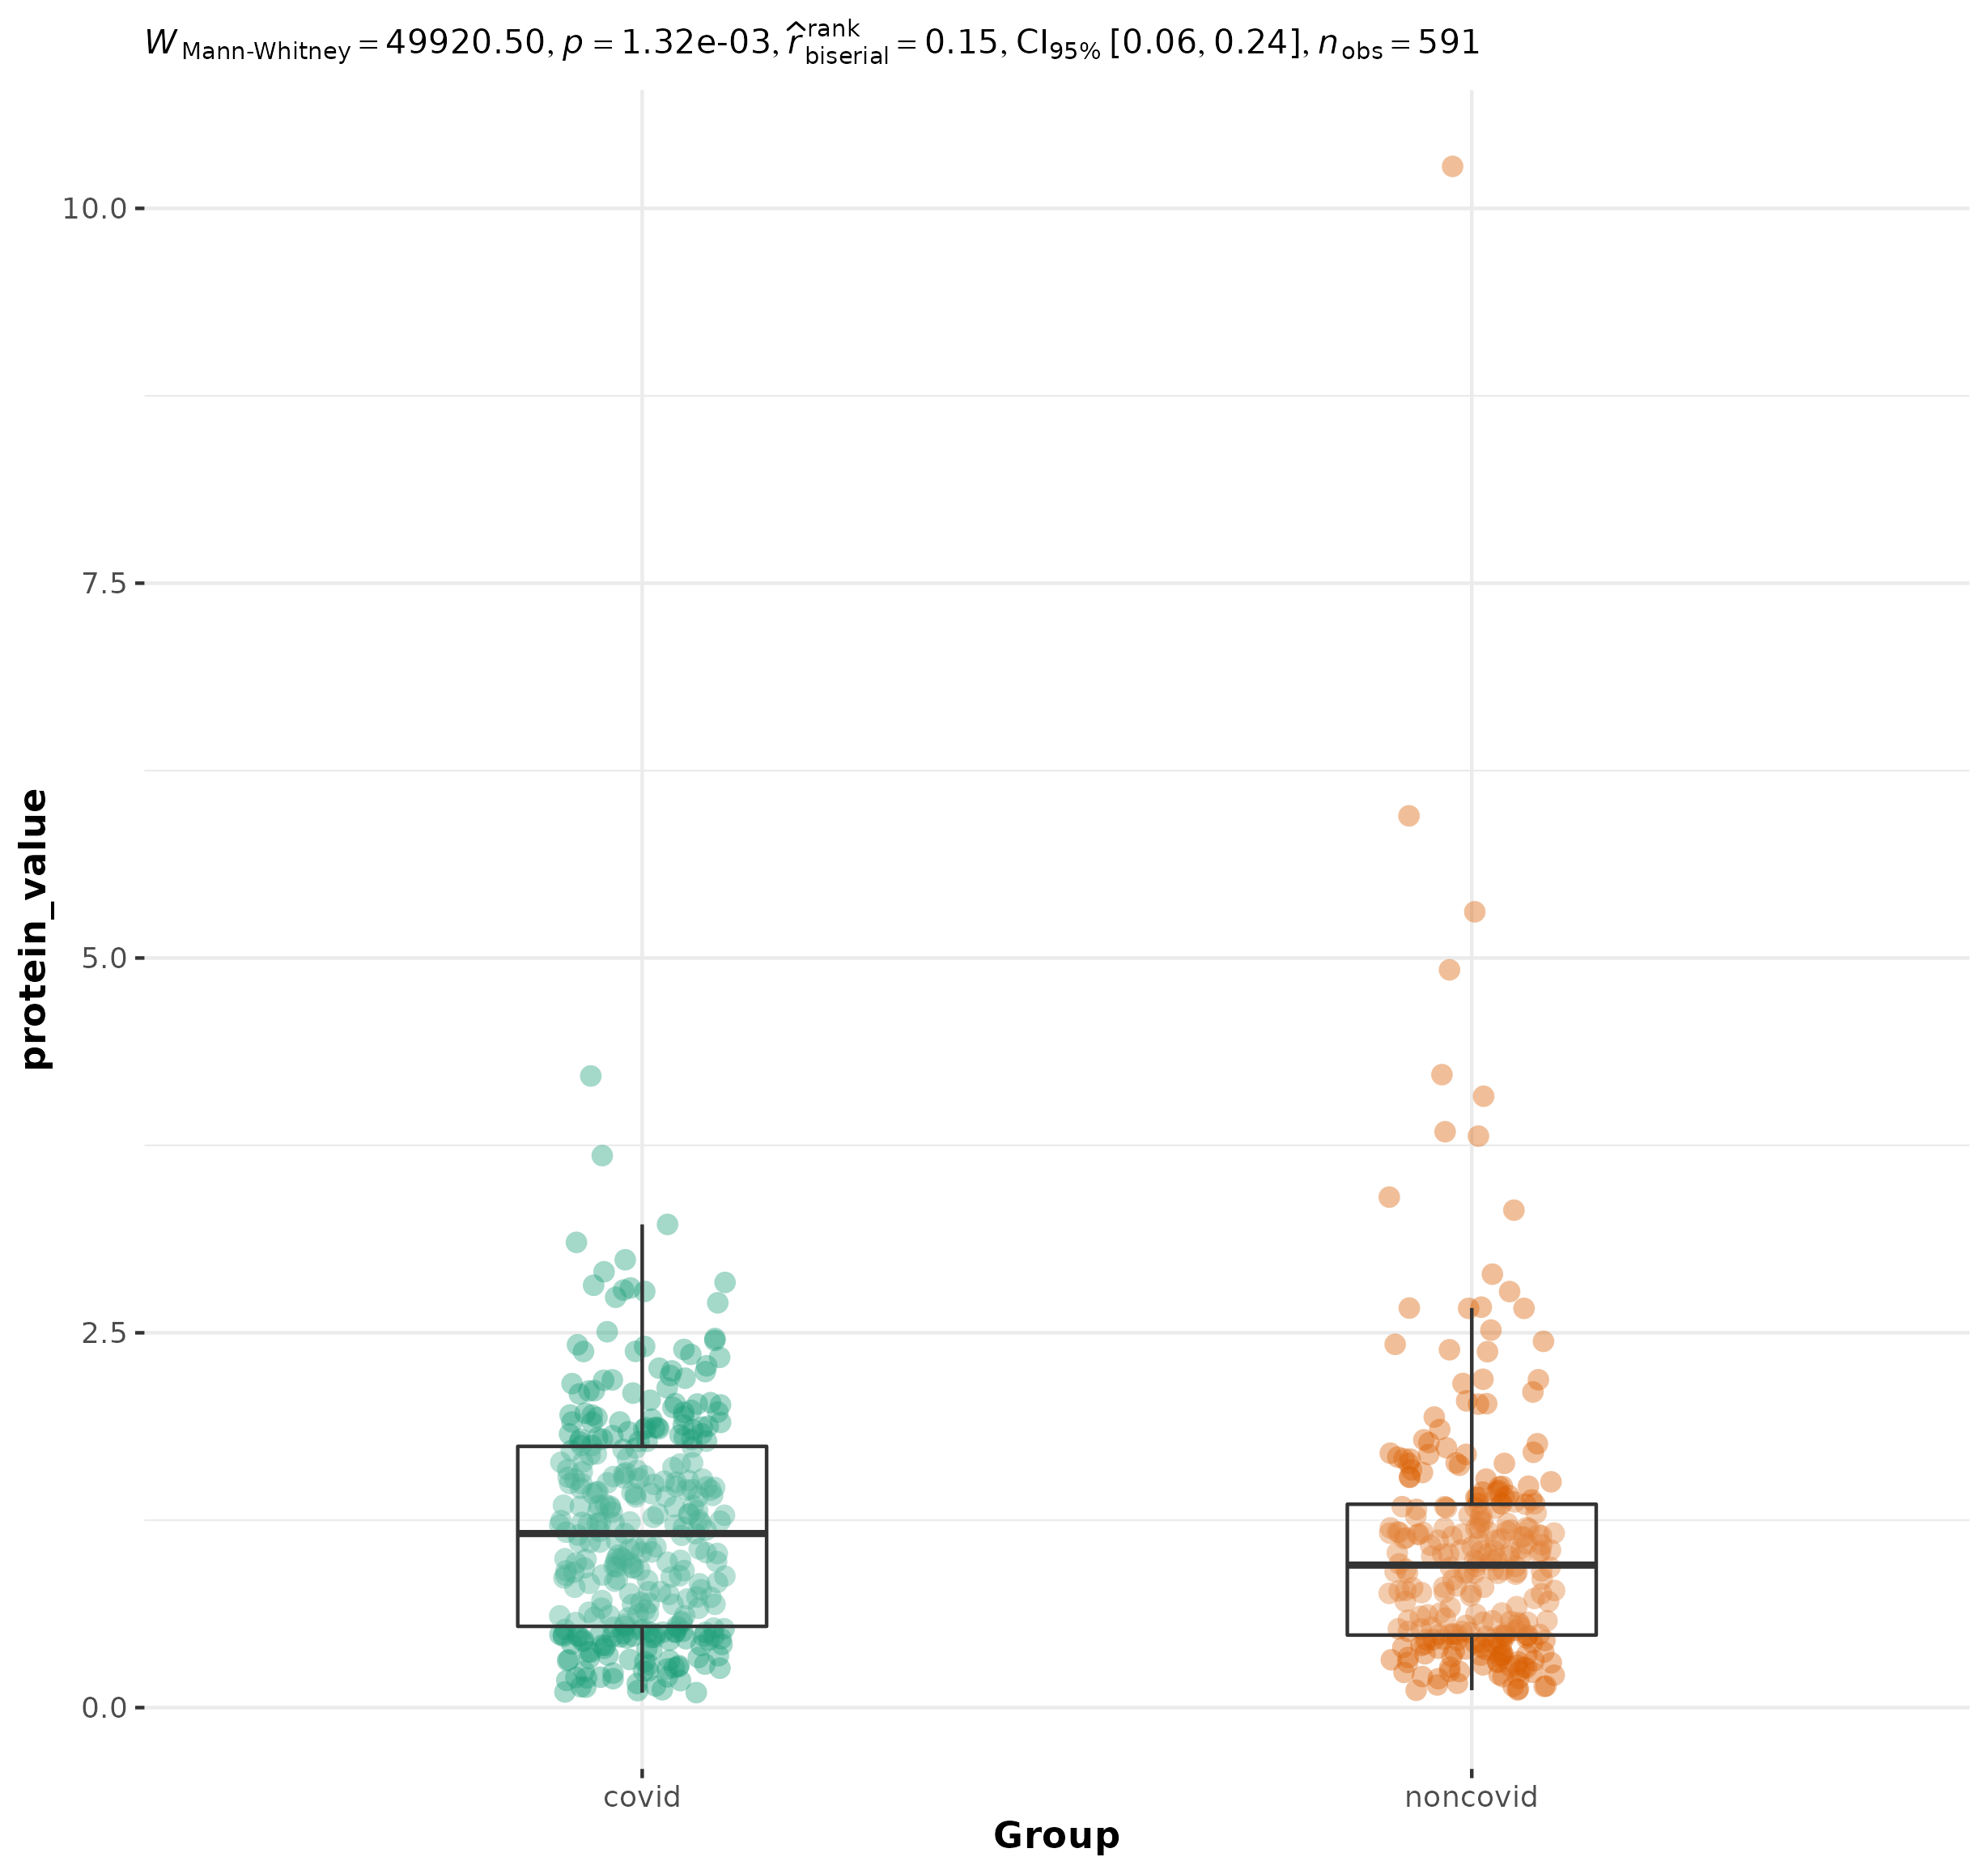 W Mann-Whitney = 49920.50, p = 1.32e-03, r̂ rank biserial = 0.15, CI95% [0.06, 0.24], n obs = 591
10.0
7.5
5.0
2.5
0.0
protein_value
covid noncovid
Group